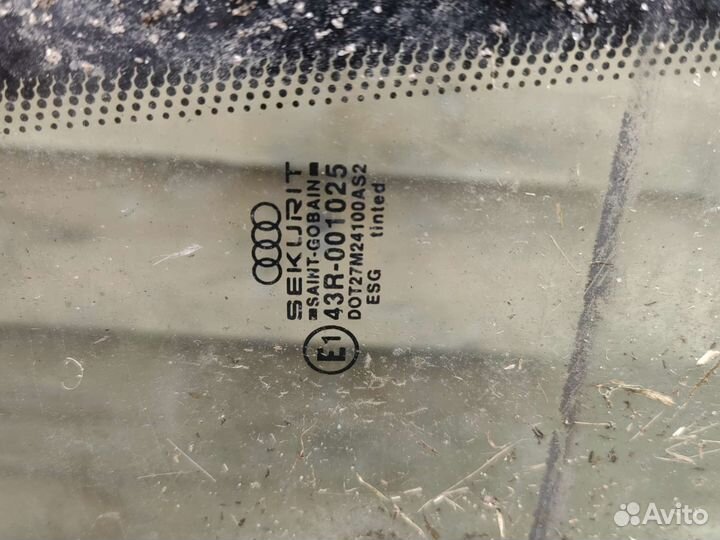 SEKURIT
SAINT-GOBAIN
E1 43R-001025
DOT27M24100AS2
ESG tinted
Avito